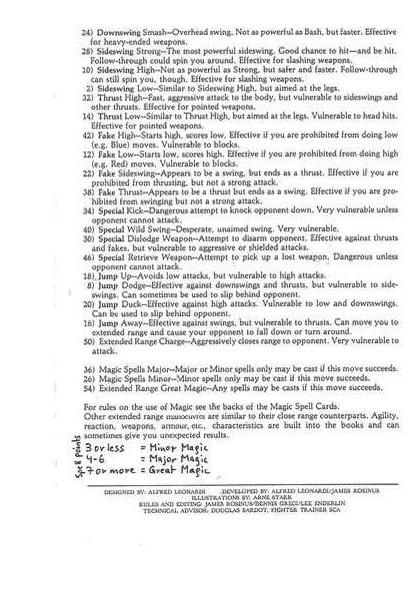 24) Downswing Smash—Overhead swing. Not as powerful as Bash, but faster. Effective
for heavy-ended weapons.
28) Sideswing Strong—The most powerful sideswing. Good chance to hit—and be hit.
Follow-through could spin you around. Effective for slashing weapons.
10) Sideswing High—Not as powerful as Strong, but safer and faster. Follow-through
can still spin you, though. Effective for slashing weapons.
2) Sideswing Low—Similar to Sideswing High, but aimed at the legs.
32) Thrust High—Fast, aggressive attack to the body, but vulnerable to sideswings and
other thrusts. Effective for pointed weapons.
14) Thrust Low—Similar to Thrust High, but aimed at the legs. Vulnerable to head hits.
Effective for pointed weapons.
42) Fake High—Starts high, scores low. Effective if you are prohibited from doing low
(e.g. Blue) moves. Vulnerable to blocks.
12) Fake Low—Starts low, scores high. Effective if you are prohibited from doing high
(e.g. Red) moves. Vulnerable to blocks.
22) Fake Sideswing—Appears to be a swing, but ends as a thrust. Effective if you are
prohibited from thrusting, but not a strong attack.
38) Fake Thrust—Appears to be a thrust but ends as a swing. Effective if you are pro-
hibited from swinging but not a strong attack.
34) Special Kick—Dangerous attempt to knock opponent down. Very vulnerable unless
opponent cannot attack.
40) Special Wild Swing—Desperate, unaimed swing. Very vulnerable.
30) Special Dislodge Weapon—Attempt to disarm opponent. Effective against thrusts
and fakes, but vulnerable to aggressive or shielded attacks.
46) Special Retrieve Weapon—Attempt to pick up a lost weapon. Dangerous unless
opponent cannot attack.
18) Jump Up—Avoids low attacks, but vulnerable to high attacks.
8) Jump Dodge—Effective against downswings and thrusts, but vulnerable to side-
swings. Can sometimes be used to slip behind opponent.
20) Jump Duck—Effective against high attacks. Vulnerable to low and downswings.
Can be used to slip behind opponent.
16) Jump Away—Effective against swings, but vulnerable to thrusts. Can move you to
extended range and cause your opponent to fall down or turn around.
50) Extended Range Charge—Aggressively closes range to opponent. Very vulnerable to
attack.
36) Magic Spells Major—Major or Minor spells only may be cast if this move succeeds.
26) Magic Spells Minor—Minor spells only may be cast if this move succeeds.
54) Extended Range Great Magic—Any spells may be casts if this move succeeds.
For rules on the use of Magic see the backs of the Magic Spell Cards.
Other extended range maneuvers are similar to their close range counterparts. Agility,
reaction, weapons, armour, etc., characteristics are built into the books and can
sometimes give you unexpected results.
Spell points
3 or less = Minor Magic
4-6 = Major Magic
7 or more = Great Magic
DESIGNED BY: ALFRED LEONARDI DEVELOPED BY: ALFRED LEONARDI/JAMES ROSINUS
ILLUSTRATIONS BY: ARNE STARR
RULES AND EDITING: JAMES ROSINUS/DENNIS GREGI/LEE ENDERLIN
TECHNICAL ADVISOR: DOUGLAS BARDOT, FIGHTER TRAINER SCA